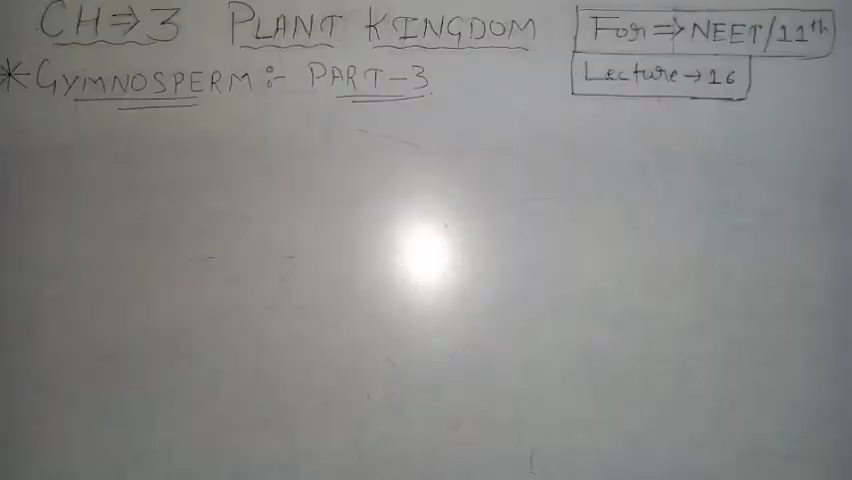 CH⇒3 PLANT KINGDOM
For ⇒ NEET/11th
Lecture → 16
*GYMNOSPERM :- PART-3.